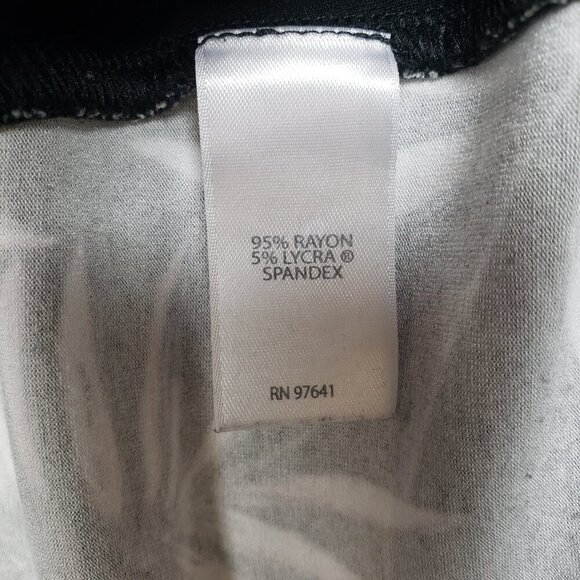 95% RAYON
5% LYCRA ®
SPANDEX
RN 97641